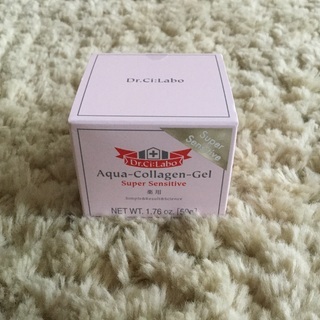 Dr.Ci:Labo
Super
Sensitive
Dr.Ci:Labo
Aqua-Collagen-Gel
Super Sensitive
薬用
NET WT. 1.76 oz. [50g]